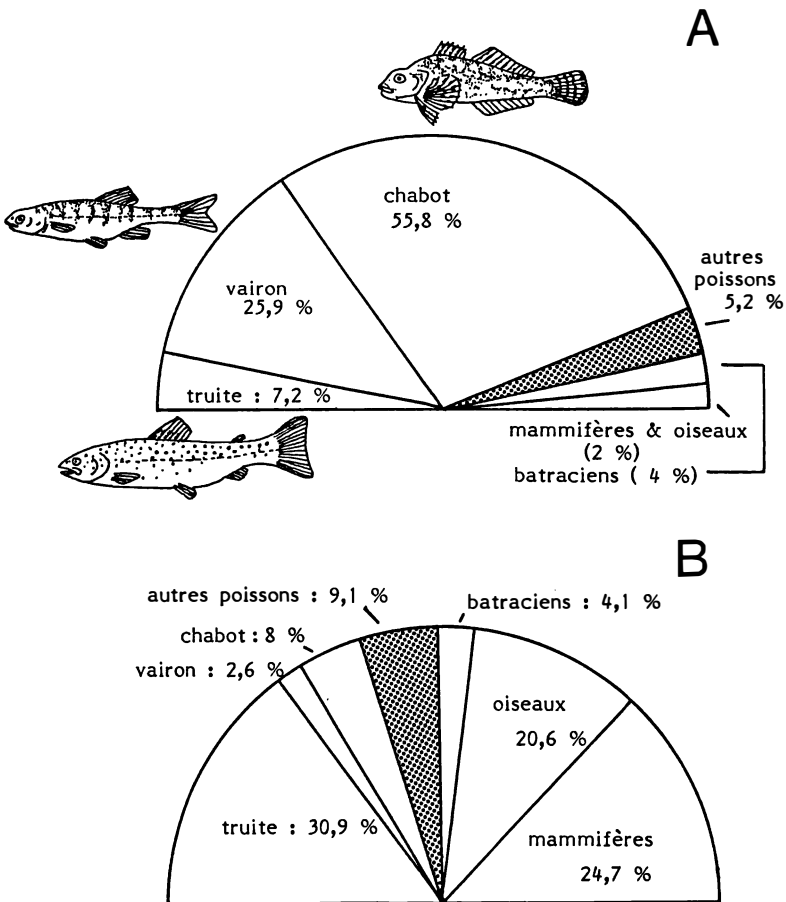 A
chabot
55,8 %
vairon
25,9 %
autres
poissons
5,2 %
truite : 7,2 %
mammifères & oiseaux
(2 %)
batraciens ( 4 %)
B
autres poissons : 9,1 %
batraciens : 4,1 %
chabot : 8 %
vairon : 2,6 %
oiseaux
20,6 %
truite : 30,9 %
mammifères
24,7 %